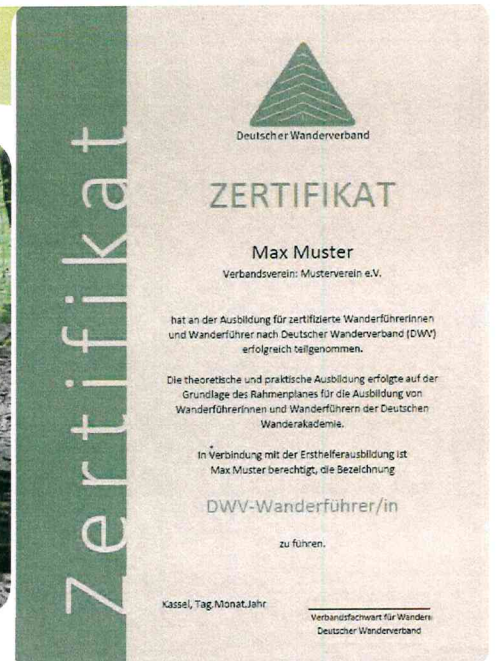 Zertifikat
Deutscher Wanderverband
ZERTIFIKAT
Max Muster
Verbandsverein: Musterverein e.V.
hat an der Ausbildung für zertifizierte Wanderführerinnen
und Wanderführer nach Deutscher Wanderverband (DWV)
erfolgreich teilgenommen.
Die theoretische und praktische Ausbildung erfolgte auf der
Grundlage des Rahmenplanes für die Ausbildung von
Wanderführerinnen und Wanderführern der Deutschen
Wanderakademie.
In Verbindung mit der Ersthelferausbildung ist
Max Muster berechtigt, die Bezeichnung
DWV-Wanderführer/in
zu führen.
Kassel, Tag.Monat.Jahr
Verbandsfachwart für Wandern
Deutscher Wanderverband